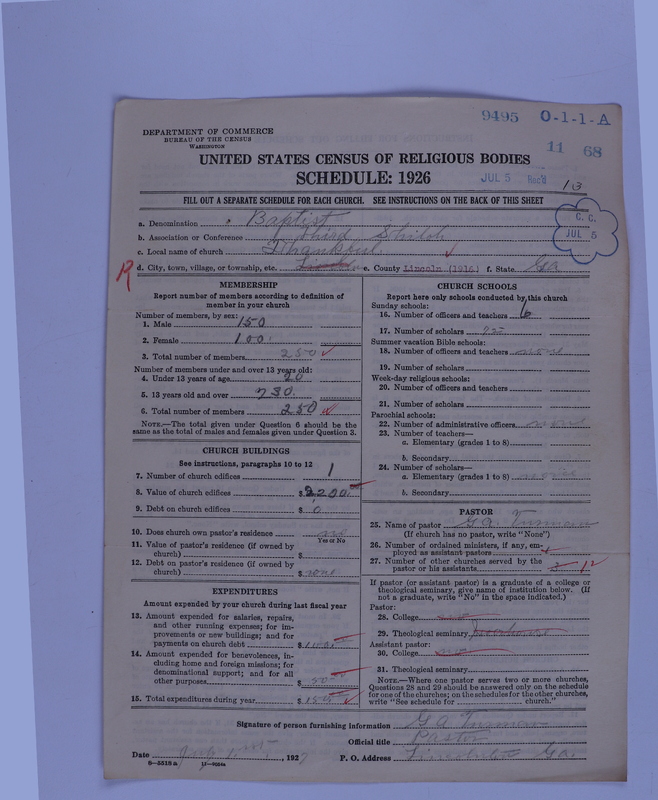 9495 O-1-1-A
DEPARTMENT OF COMMERCE
BUREAU OF THE CENSUS
WASHINGTON
11 68
UNITED STATES CENSUS OF RELIGIOUS BODIES
SCHEDULE: 1926
JUL 5 Rec'd 13
FILL OUT A SEPARATE SCHEDULE FOR EACH CHURCH. SEE INSTRUCTIONS ON THE BACK OF THIS SHEET
C. C.
JUL 5
a. Denomination Baptist
b. Association or Conference Third Shiloh
c. Local name of church Thankful
R d. City, town, village, or township, etc. e. County Lincoln (1916) f. State Ga
MEMBERSHIP
Report number of members according to definition of
member in your church
Number of members, by sex:
1. Male 150
2. Female 100
3. Total number of members 250
Number of members under and over 13 years old:
4. Under 13 years of age 20
5. 13 years old and over 230
6. Total number of members 250
NOTE.—The total given under Question 6 should be
same as the total of males and females given under Question 3.
CHURCH BUILDINGS
See instructions, paragraphs 10 to 12
7. Number of church edifices 1
8. Value of church edifices $2200
9. Debt on church edifices $ 0
10. Does church own pastor's residence no
Yes or No
11. Value of pastor's residence (if owned by
church) $
12. Debt on pastor's residence (if owned by
church) $ none
EXPENDITURES
Amount expended by your church during last fiscal year
13. Amount expended for salaries, repairs,
and other running expenses; for im-
provements or new buildings; and for
payments on church debt $
14. Amount expended for benevolences, in-
cluding home and foreign missions; for
denominational support; and for all
other purposes $
15. Total expenditures during year $
CHURCH SCHOOLS
Report here only schools conducted by this church
Sunday schools:
16. Number of officers and teachers 6
17. Number of scholars
Summer vacation Bible schools:
18. Number of officers and teachers none
19. Number of scholars
Week-day religious schools:
20. Number of officers and teachers
21. Number of scholars
Parochial schools:
22. Number of administrative officers none
23. Number of teachers—
a. Elementary (grades 1 to 8)
b. Secondary
24. Number of scholars—
a. Elementary (grades 1 to 8) none
b. Secondary
PASTOR
25. Name of pastor G A Turman
(If church has no pastor, write "None")
26. Number of ordained ministers, if any, em-
ployed as assistant pastors
27. Number of other churches served by the
pastor or his assistants
If pastor (or assistant pastor) is a graduate of a college or
theological seminary, give name of institution below. (If
not a graduate, write "No" in the space indicated.)
Pastor:
28. College
29. Theological seminary
Assistant pastor:
30. College
31. Theological seminary
NOTE.—Where one pastor serves two or more churches,
Questions 28 and 29 should be answered only on the schedule
for one of the churches; on the schedules for the other churches,
write "See schedule for church."
Signature of person furnishing information G A Turman
Official title Pastor
Date , 192 P. O. Address Lincolnton Ga.
8-5518 a